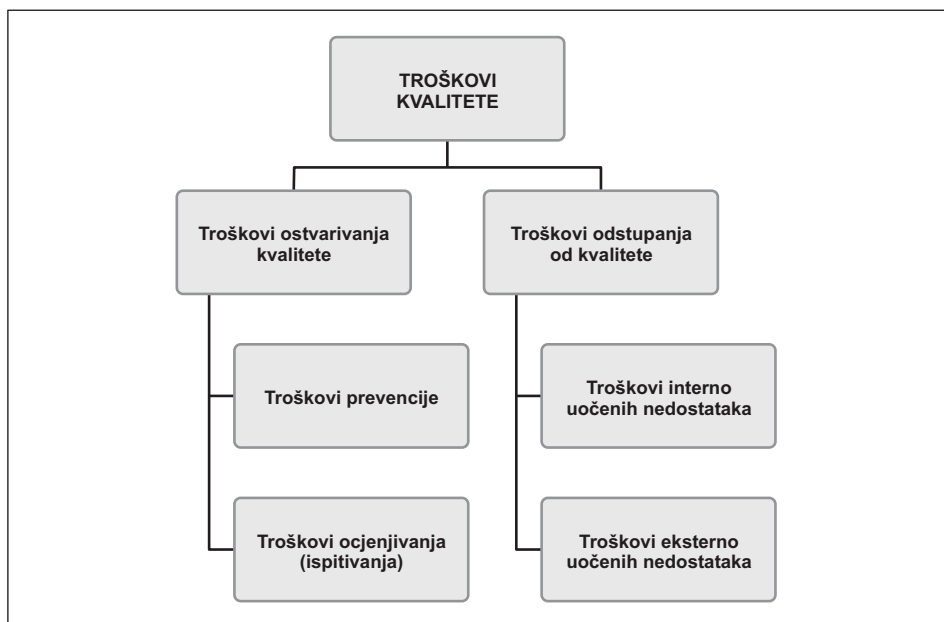 TROŠKOVI
KVALITETE
Troškovi ostvarivanja
kvalitete
Troškovi odstupanja
od kvalitete
Troškovi prevencije
Troškovi interno
uočenih nedostataka
Troškovi ocjenjivanja
(ispitivanja)
Troškovi eksterno
uočenih nedostataka